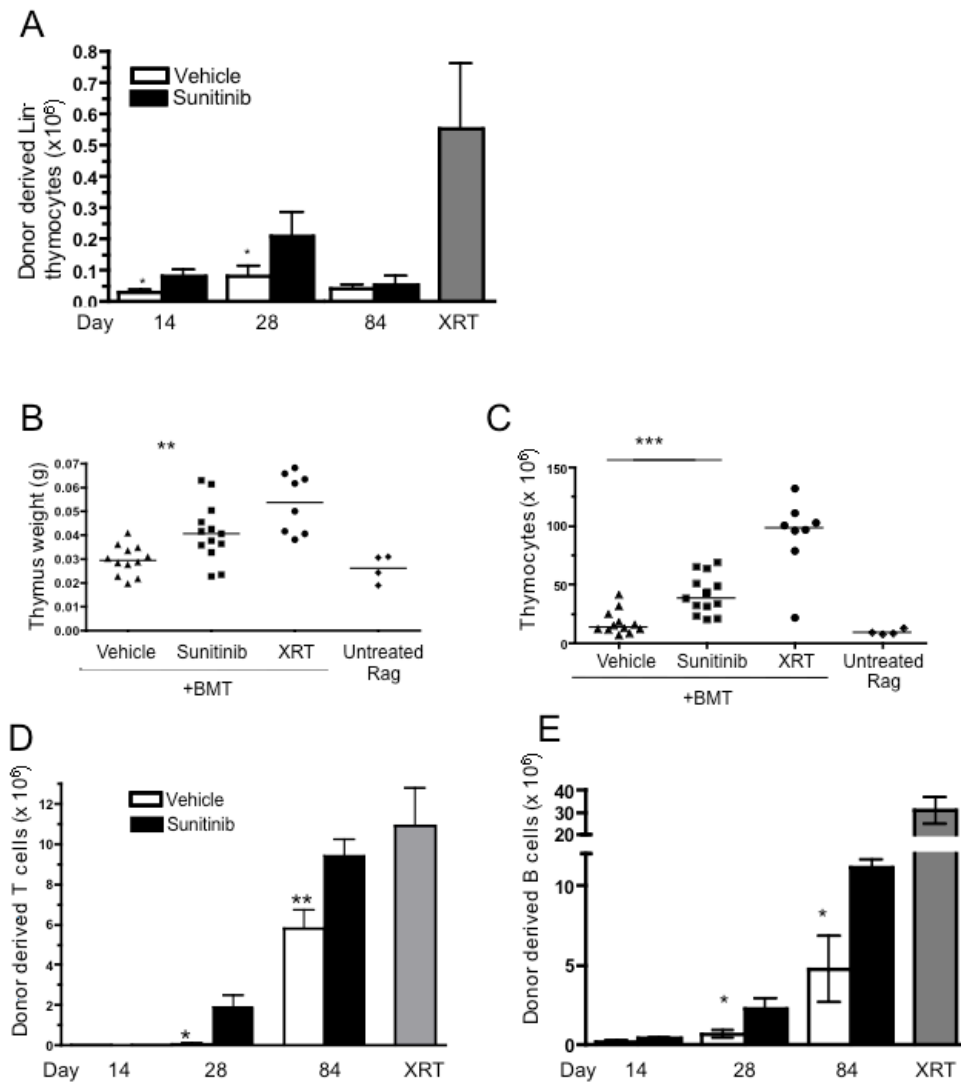 A
Donor derived Lin-
thymocytes (x10⁶)
0.8
0.7
0.6
0.5
0.4
0.3
0.2
0.1
0.0
Vehicle
Sunitinib
*
*
Day 14 28 84 XRT
B
Thymus weight (g)
**
0.07
0.06
0.05
0.04
0.03
0.02
0.01
0.00
Vehicle Sunitinib XRT Untreated
Rag
+BMT
C
Thymocytes (x 10⁶)
***
150
100
50
0
Vehicle Sunitinib XRT Untreated
Rag
+BMT
D
Donor derived T cells (x 10⁶)
12
10
8
6
4
2
0
Vehicle
Sunitinib
**
*
Day 14 28 84 XRT
E
Donor derived B cells (x 10⁶)
40
30
20
10
5
0
*
*
Day 14 28 84 XRT